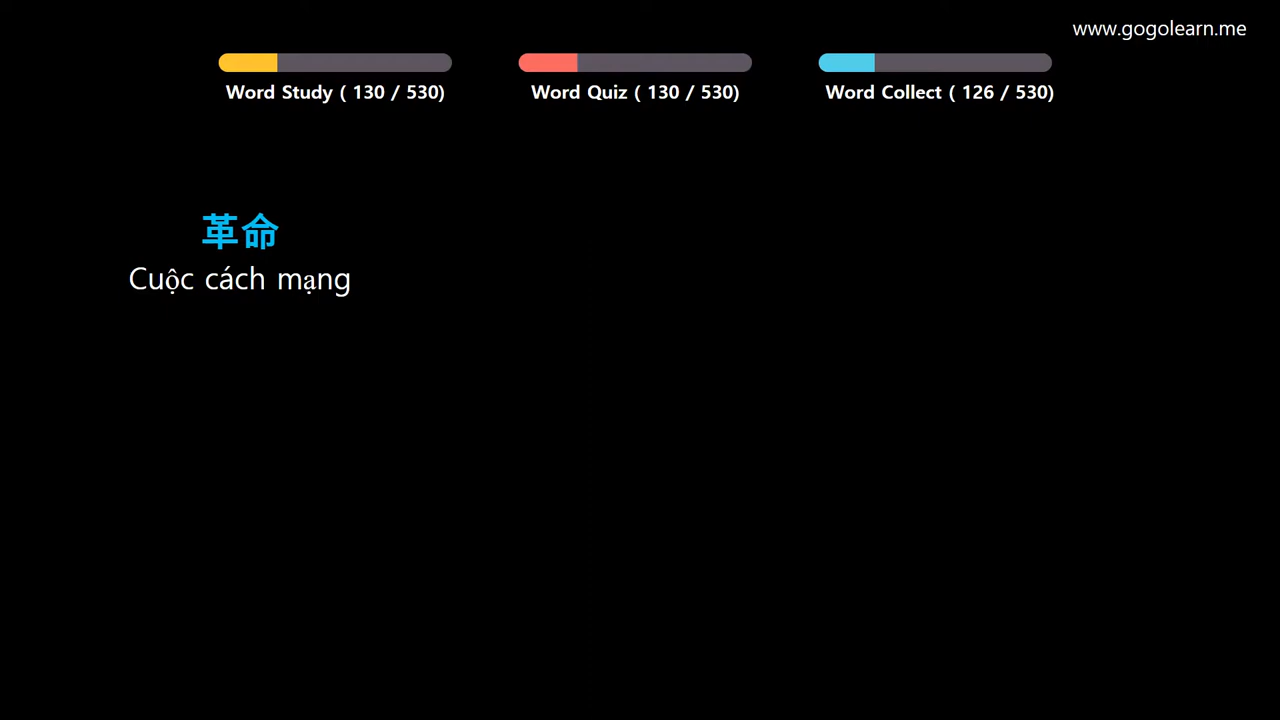 www.gogolearn.me
Word Study ( 130 / 530)
Word Quiz ( 130 / 530)
Word Collect ( 126 / 530)
革命
Cuộc cách mạng